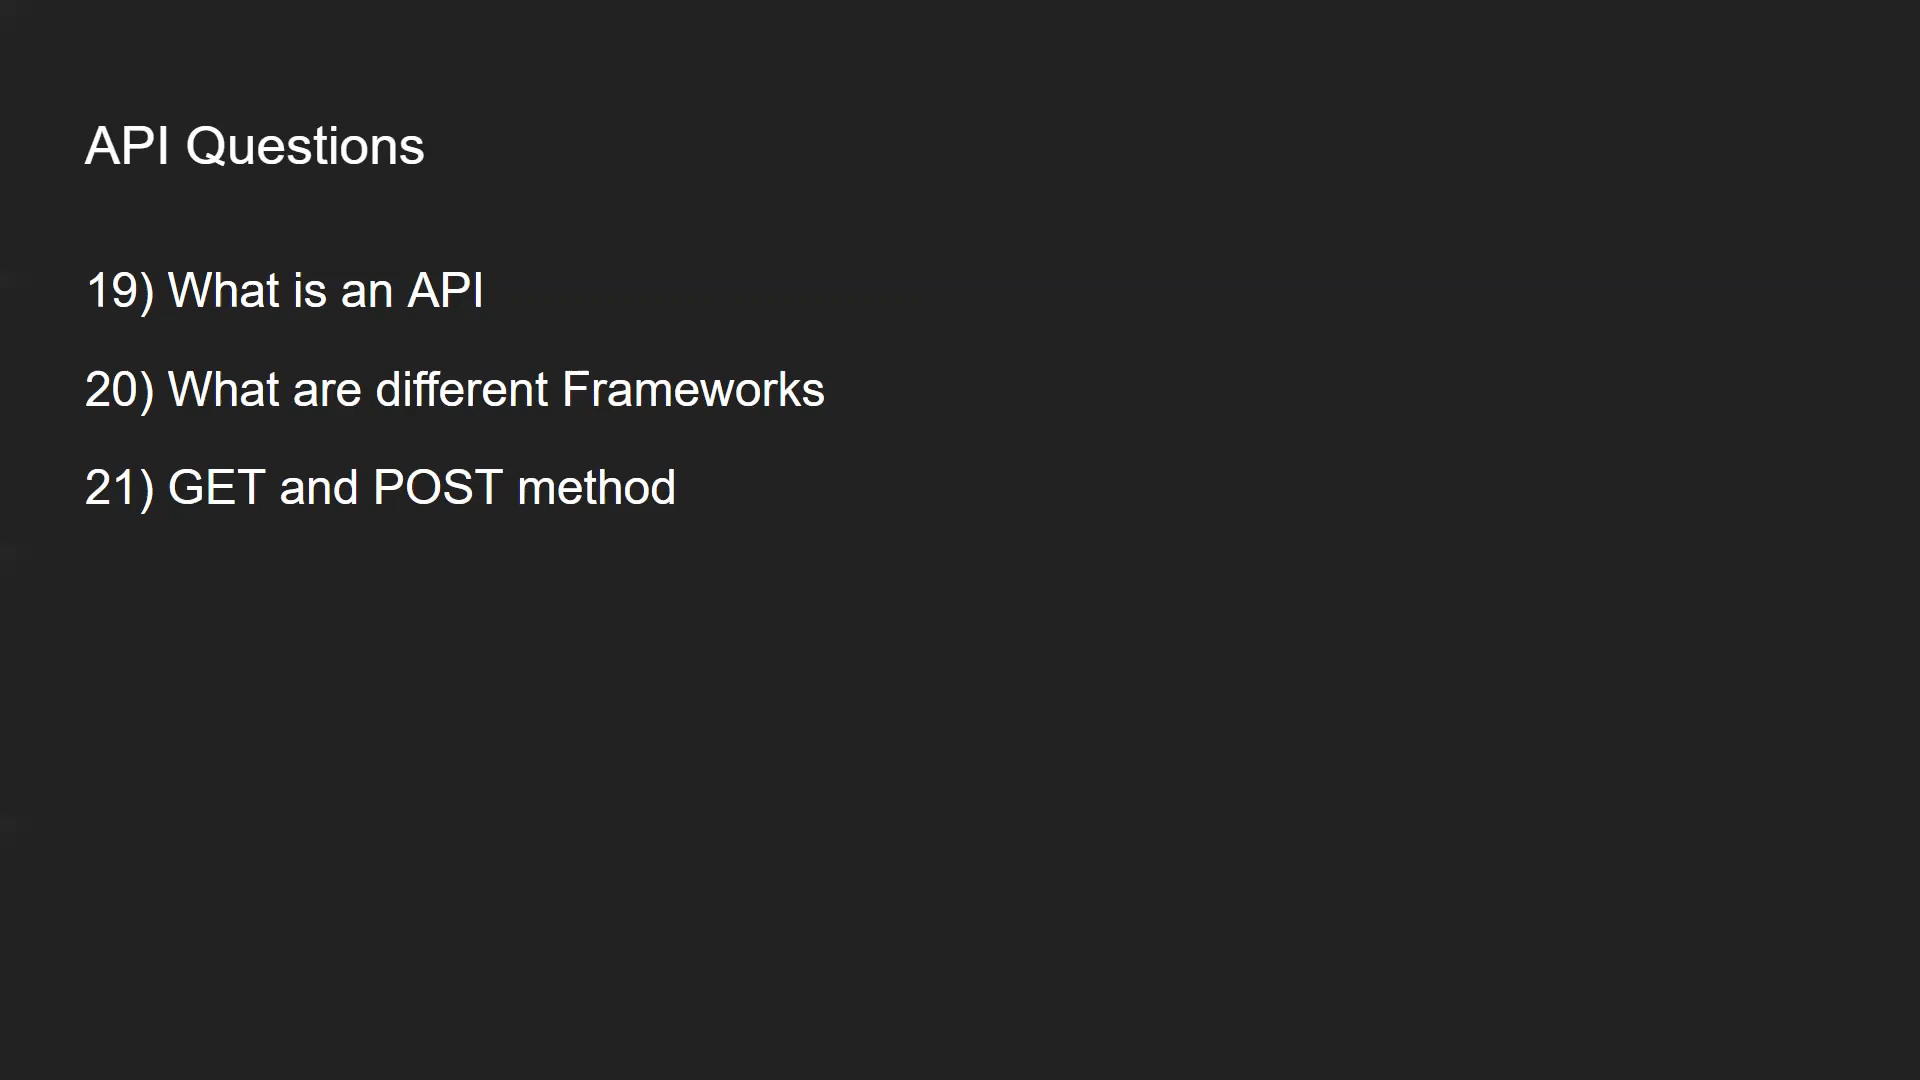 API Questions
19) What is an API
20) What are different Frameworks
21) GET and POST method